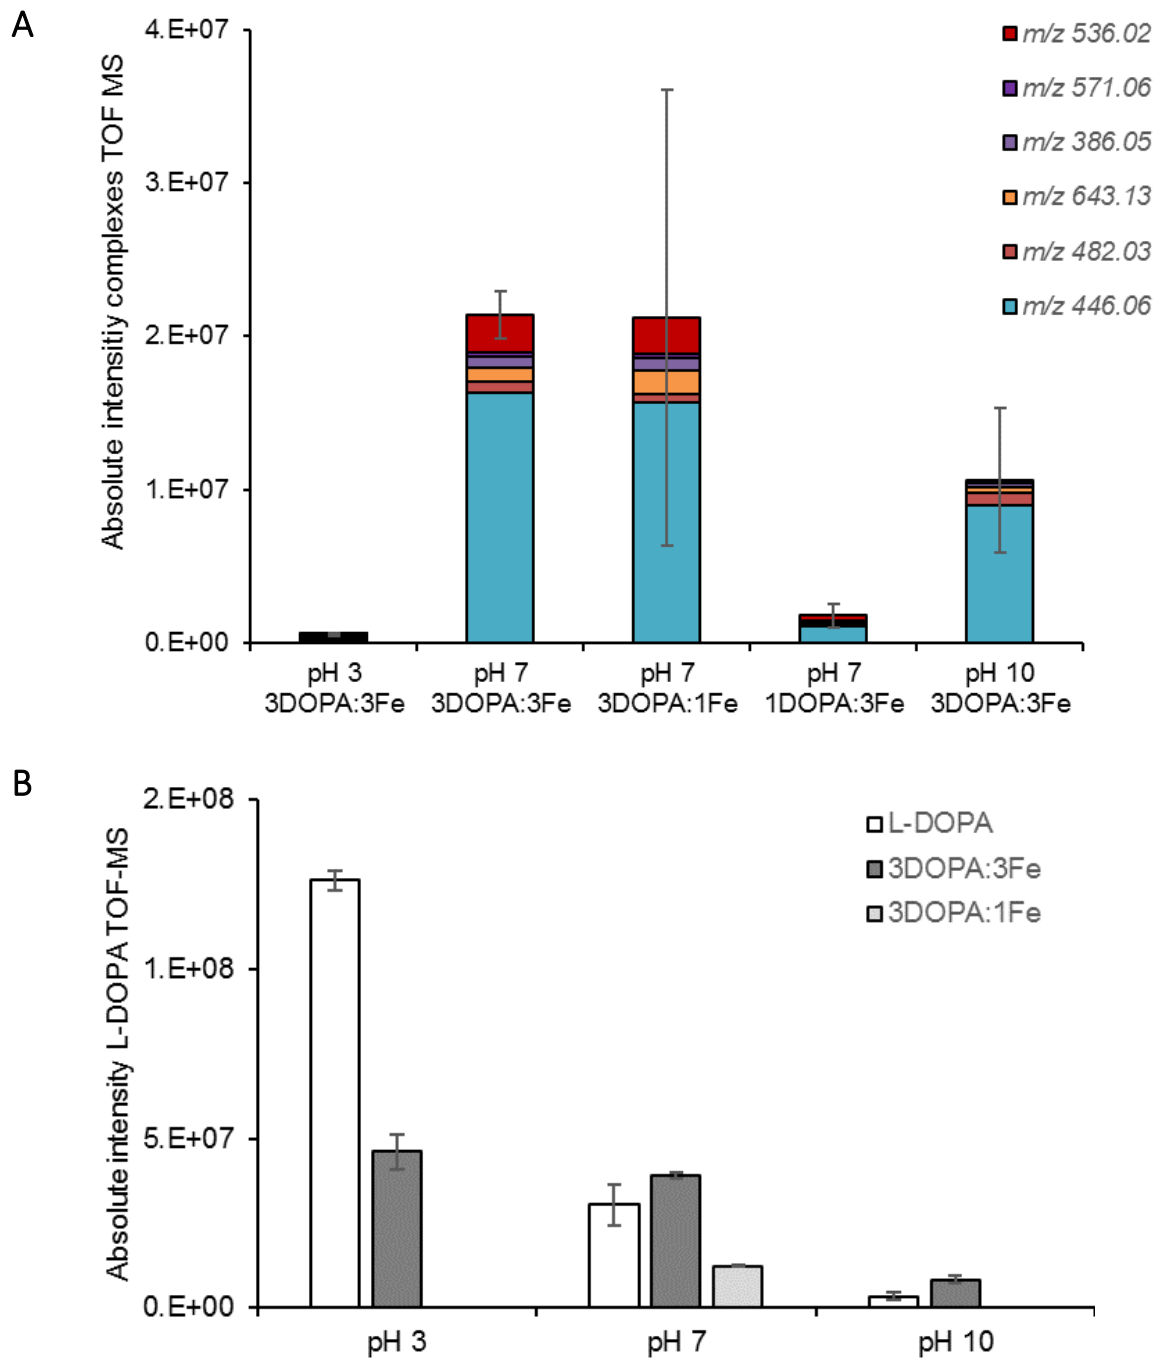 A
Absolute intensitiy complexes TOF MS
4.E+07
3.E+07
2.E+07
1.E+07
0.E+00
m/z 536.02
m/z 571.06
m/z 386.05
m/z 643.13
m/z 482.03
m/z 446.06
pH 3
3DOPA:3Fe
pH 7
3DOPA:3Fe
pH 7
3DOPA:1Fe
pH 7
1DOPA:3Fe
pH 10
3DOPA:3Fe
B
Absolute intensity L-DOPA TOF-MS
2.E+08
1.E+08
5.E+07
0.E+00
L-DOPA
3DOPA:3Fe
3DOPA:1Fe
pH 3
pH 7
pH 10